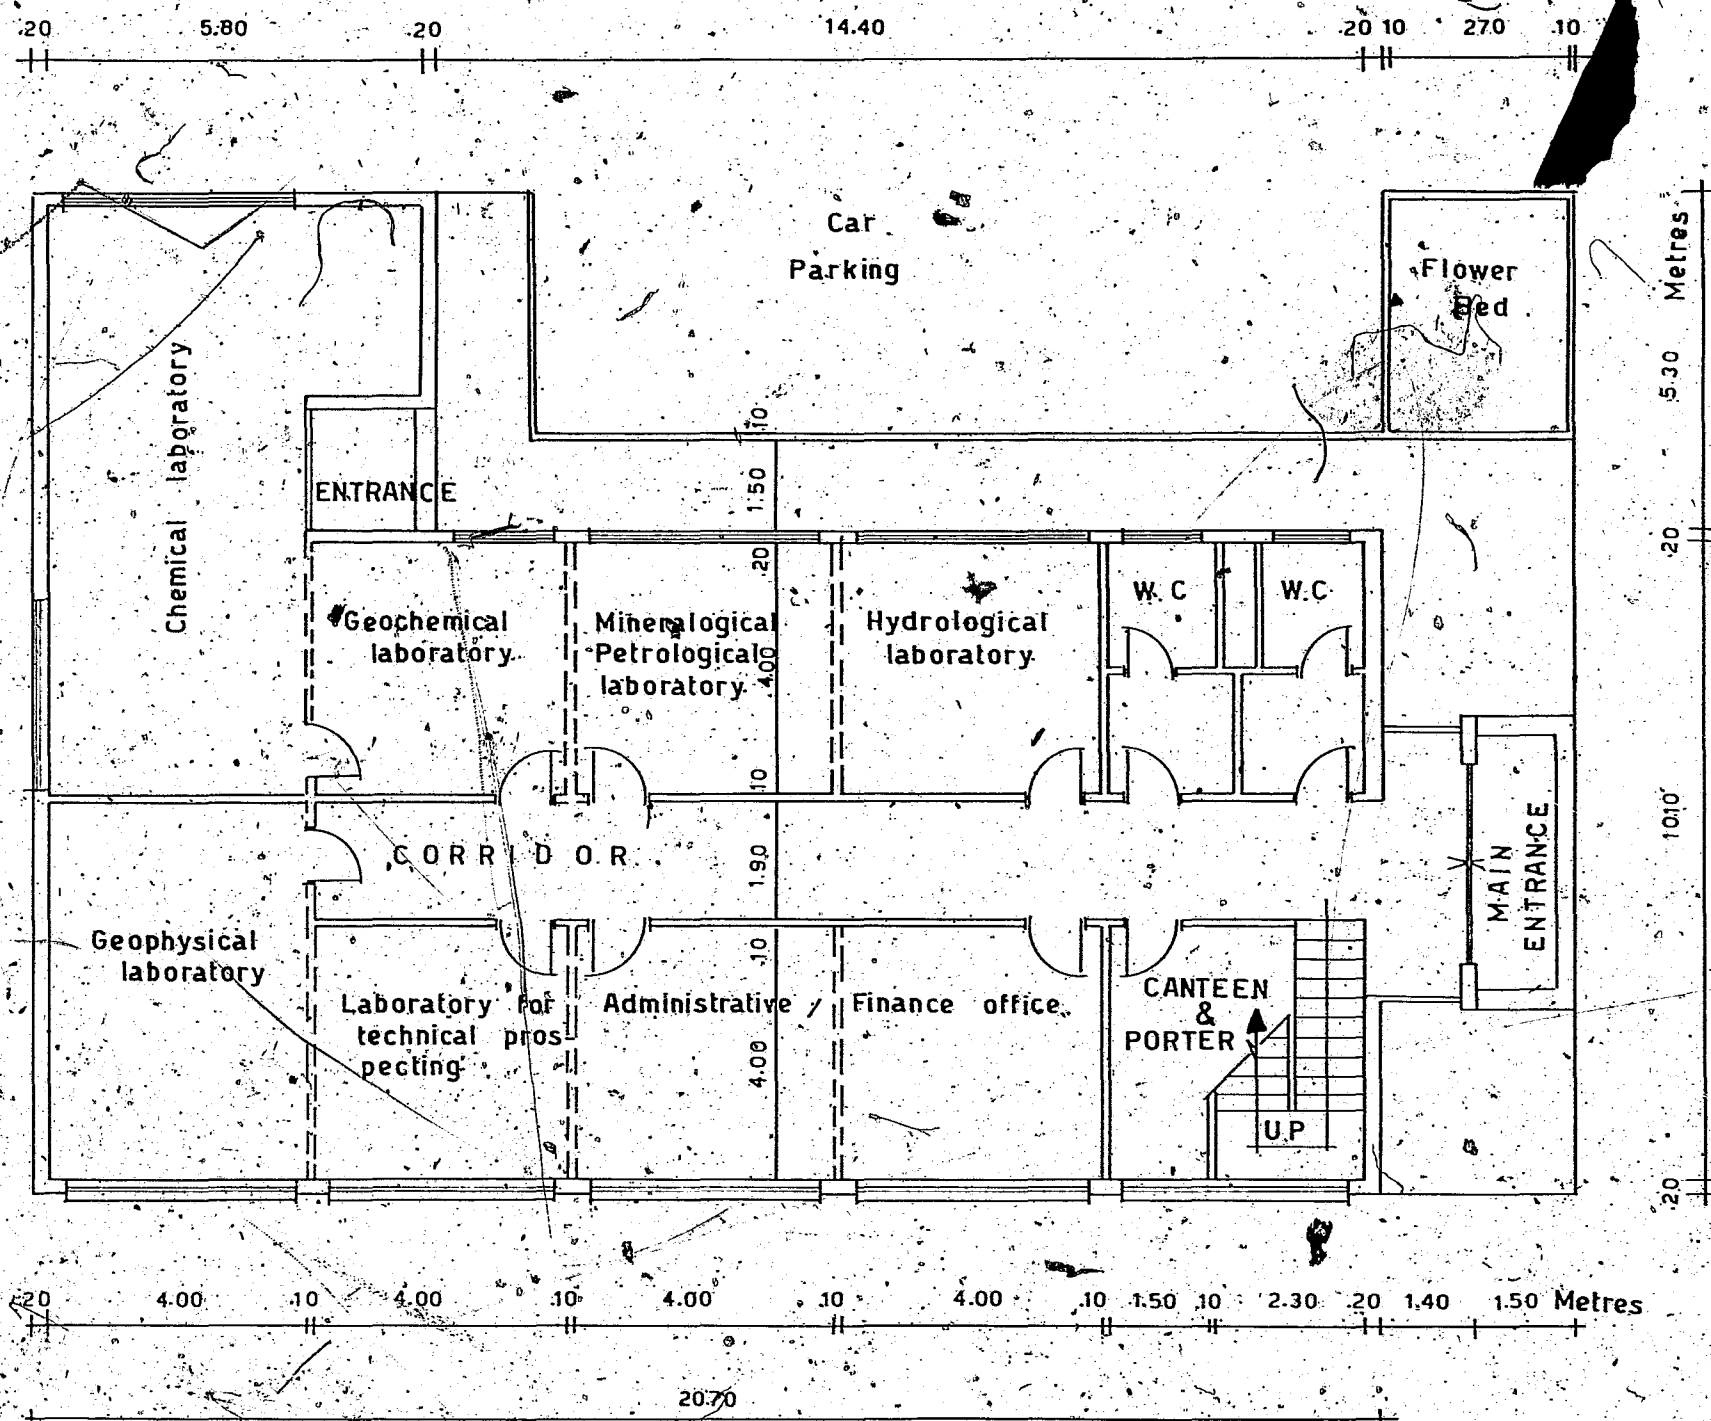 .20 5.80 .20 14.40 .20 10 2.70 .10
Car
Parking
Flower
Bed
Metres
5.30
.20
10.10
.20
Chemical laboratory
ENTRANCE
.10
1.50
.20
4.00
.10
1.90
.10
4.00
Geochemical
laboratory
Mineralogical
Petrological
laboratory
Hydrological
laboratory
W.C
W.C
CORRIDOR
MAIN
ENTRANCE
Geophysical
laboratory
Laboratory for
technical pros
pecting
Administrative / Finance office
CANTEEN
&
PORTER
UP
.20 4.00 .10 4.00 .10 4.00 .10 4.00 .10 1.50 .10 2.30 .20 1.40 1.50 Metres
20.70